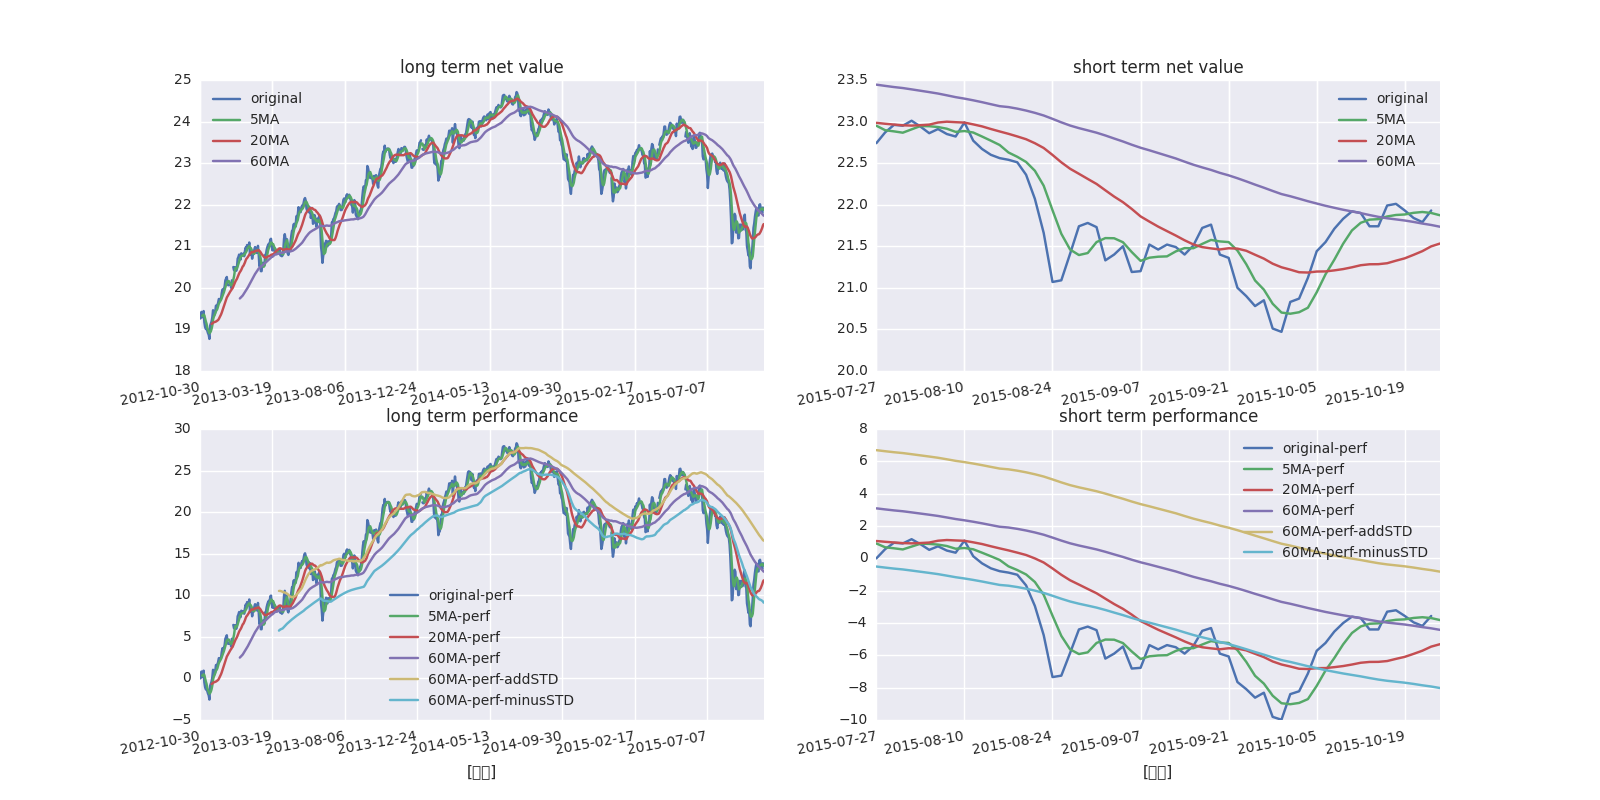 long term net value
25
24
23
22
21
20
19
18
original
5MA
20MA
60MA
2012-10-30
2013-03-19
2013-08-06
2013-12-24
2014-05-13
2014-09-30
2015-02-17
2015-07-07
short term net value
23.5
23.0
22.5
22.0
21.5
21.0
20.5
20.0
original
5MA
20MA
60MA
2015-07-27
2015-08-10
2015-08-24
2015-09-07
2015-09-21
2015-10-05
2015-10-19
long term performance
30
25
20
15
10
5
0
−5
original-perf
5MA-perf
20MA-perf
60MA-perf
60MA-perf-addSTD
60MA-perf-minusSTD
2012-10-30
2013-03-19
2013-08-06
2013-12-24
2014-05-13
2014-09-30
2015-02-17
2015-07-07
short term performance
8
6
4
2
0
−2
−4
−6
−8
−10
original-perf
5MA-perf
20MA-perf
60MA-perf
60MA-perf-addSTD
60MA-perf-minusSTD
2015-07-27
2015-08-10
2015-08-24
2015-09-07
2015-09-21
2015-10-05
2015-10-19